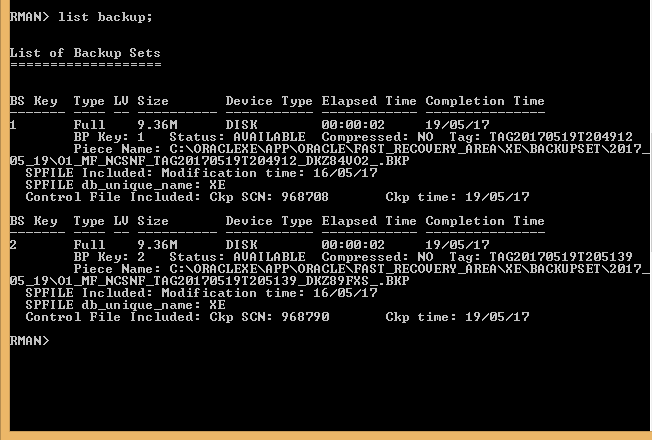 RMAN> list backup;
List of Backup Sets
===================
BS Key  Type LV Size       Device Type Elapsed Time Completion Time
------- ---- -- ---------- ----------- ------------ ---------------
1       Full    9.36M      DISK        00:00:02     19/05/17
        BP Key: 1   Status: AVAILABLE  Compressed: NO  Tag: TAG20170519T204912
        Piece Name: C:\ORACLEXE\APP\ORACLE\FAST_RECOVERY_AREA\XE\BACKUPSET\2017_
05_19\O1_MF_NCSNF_TAG20170519T204912_DKZ84VO2_.BKP
  SPFILE Included: Modification time: 16/05/17
  SPFILE db_unique_name: XE
  Control File Included: Ckp SCN: 968708       Ckp time: 19/05/17
BS Key  Type LV Size       Device Type Elapsed Time Completion Time
------- ---- -- ---------- ----------- ------------ ---------------
2       Full    9.36M      DISK        00:00:02     19/05/17
        BP Key: 2   Status: AVAILABLE  Compressed: NO  Tag: TAG20170519T205139
        Piece Name: C:\ORACLEXE\APP\ORACLE\FAST_RECOVERY_AREA\XE\BACKUPSET\2017_
05_19\O1_MF_NCSNF_TAG20170519T205139_DKZ89FXS_.BKP
  SPFILE Included: Modification time: 16/05/17
  SPFILE db_unique_name: XE
  Control File Included: Ckp SCN: 968790       Ckp time: 19/05/17
RMAN>